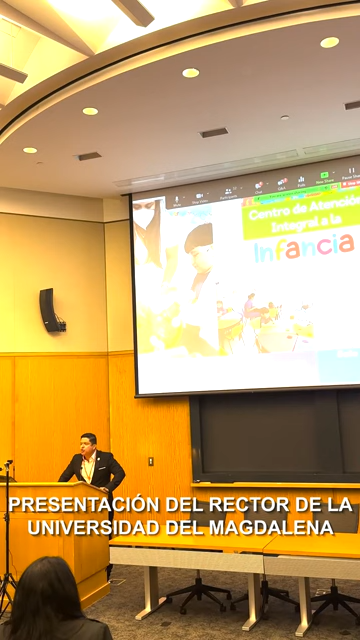 Centro de Atención
Integral a la
Infancia
PRESENTACIÓN DEL RECTOR DE LA
UNIVERSIDAD DEL MAGDALENA